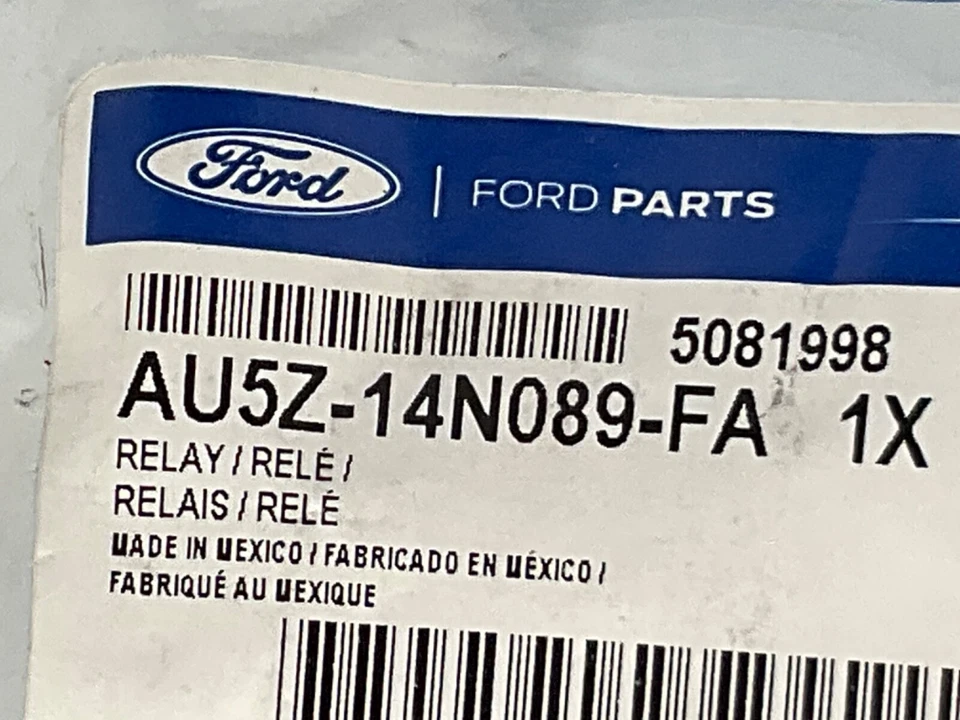 Ford | FORD PARTS
5081998
AU5Z-14N089-FA 1X
RELAY / RELÉ /
RELAIS / RELÉ
MADE IN MEXICO / FABRICADO EN MÉXICO /
FABRIQUÉ AU MEXIQUE